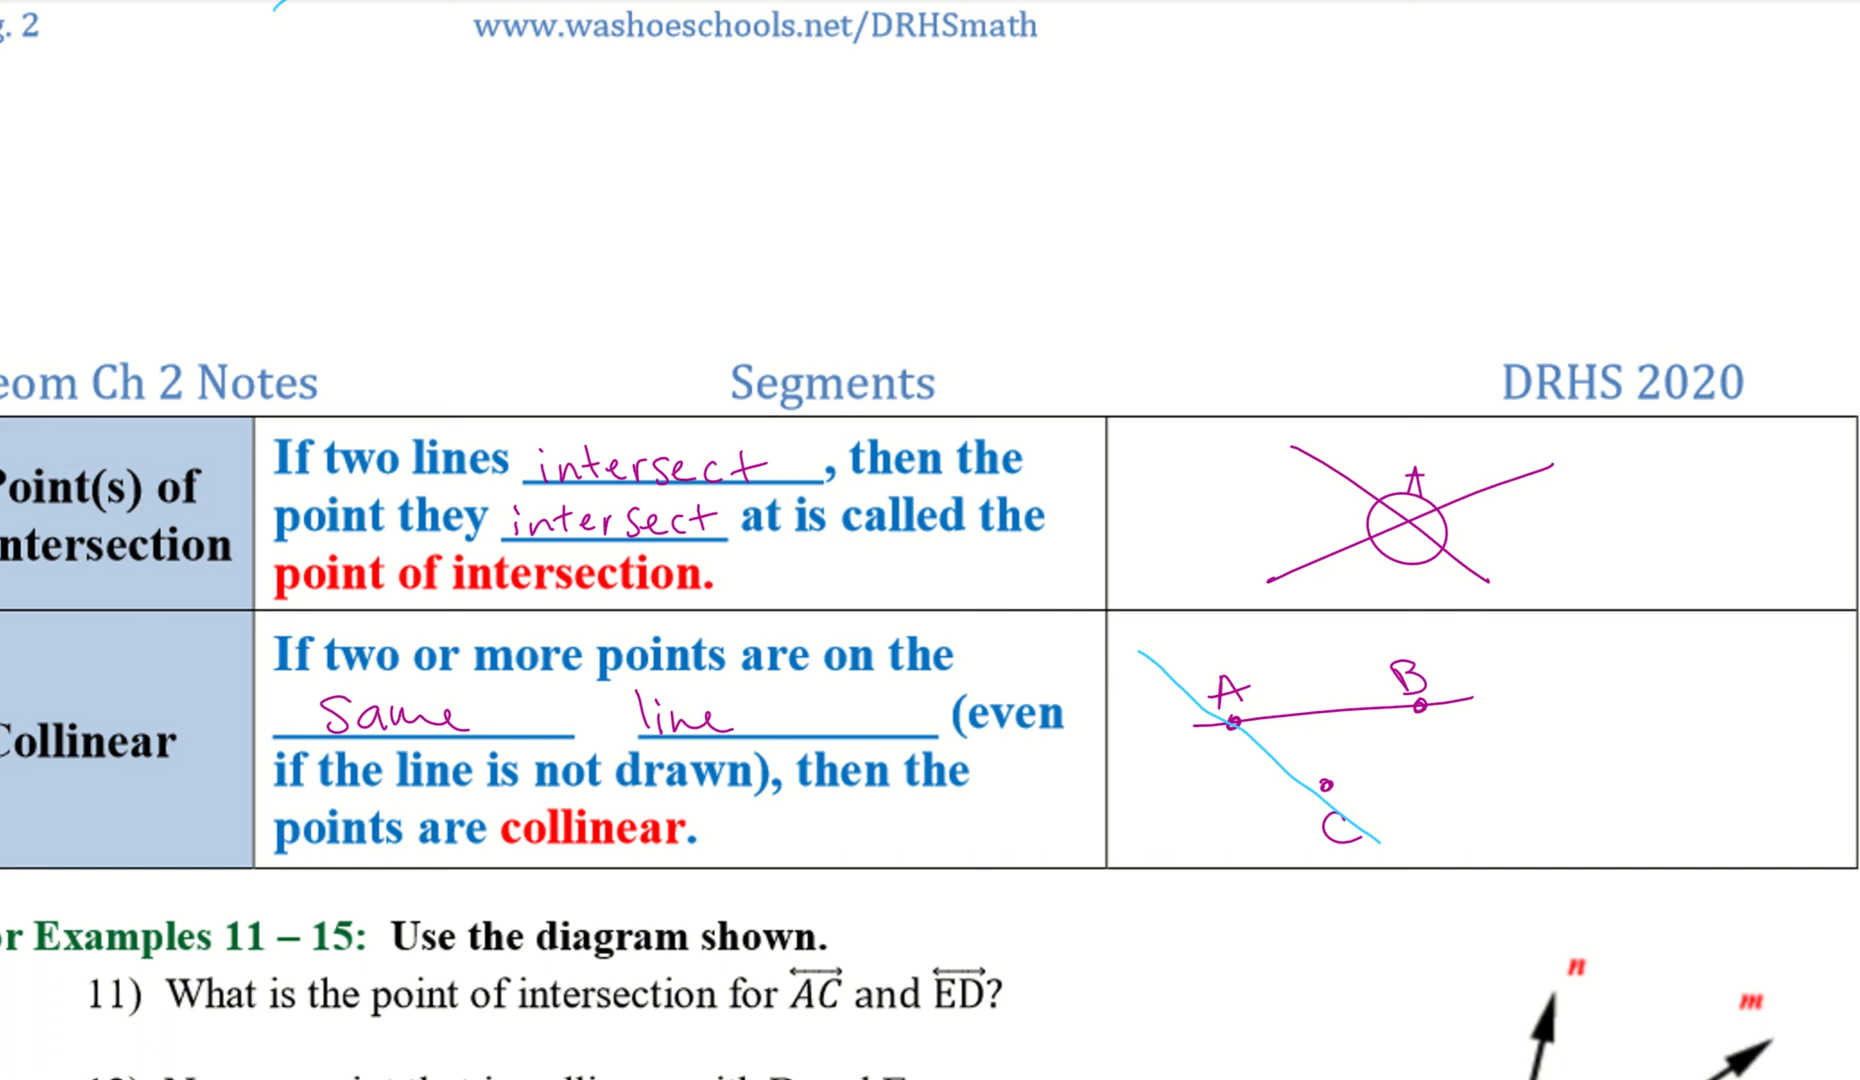 . 2 www.washoeschools.net/DRHSmath
eom Ch 2 Notes Segments DRHS 2020
Point(s) of
ntersection
If two lines intersect, then the
point they intersect at is called the
point of intersection.
A
Collinear
If two or more points are on the
same line (even
if the line is not drawn), then the
points are collinear.
A B
C
r Examples 11 – 15: Use the diagram shown.
11) What is the point of intersection for AC and ED?
n
m